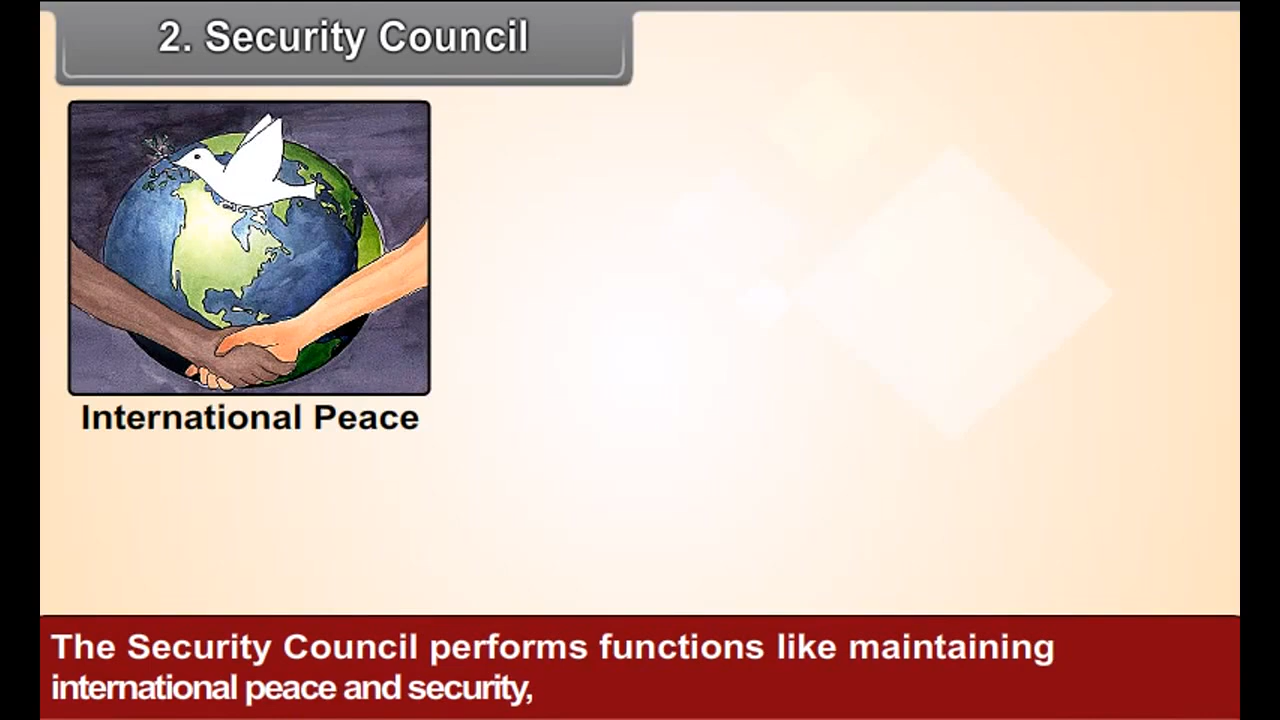 2. Security Council
International Peace
The Security Council performs functions like maintaining
international peace and security,